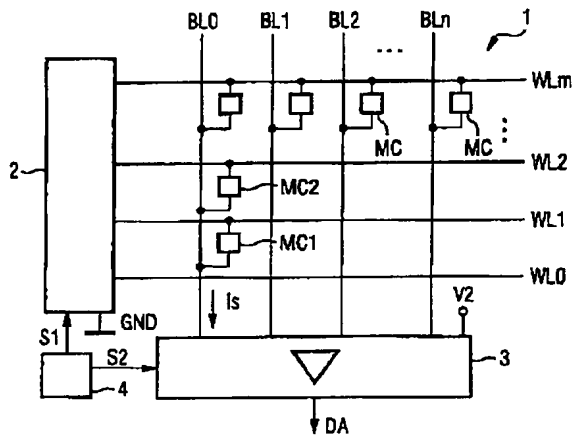 BL0 BL1 BL2 BLn 1
...
WLm
MC MC
...
2 WL2
MC2
WL1
MC1
WL0
Is V2
S1 GND
S2 3
4
DA